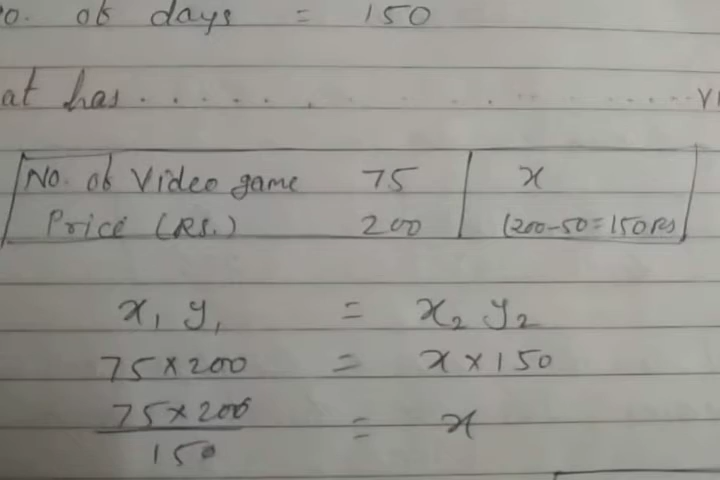 o. of days = 150
at has . . . . . . . . . . . . . . . .
No. of Video game 75 x
Price (Rs.) 200 (200-50=150Rs
x₁ y₁ = x₂ y₂
75×200 = x×150
75×200
150
= x